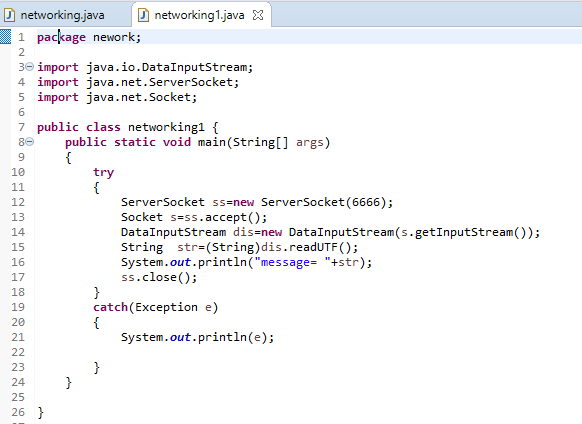 networking.java networking1.java
1 package nework;
2
3 import java.io.DataInputStream;
4 import java.net.ServerSocket;
5 import java.net.Socket;
6
7 public class networking1 {
8     public static void main(String[] args)
9     {
10         try
11         {
12             ServerSocket ss=new ServerSocket(6666);
13             Socket s=ss.accept();
14             DataInputStream dis=new DataInputStream(s.getInputStream());
15             String  str=(String)dis.readUTF();
16             System.out.println("message= "+str);
17             ss.close();
18         }
19         catch(Exception e)
20         {
21             System.out.println(e);
22
23         }
24     }
25
26 }